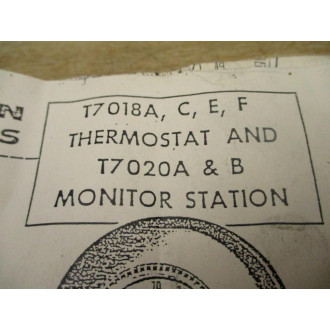 T7018A, C, E, F
THERMOSTAT AND
T7020A & B
MONITOR STATION